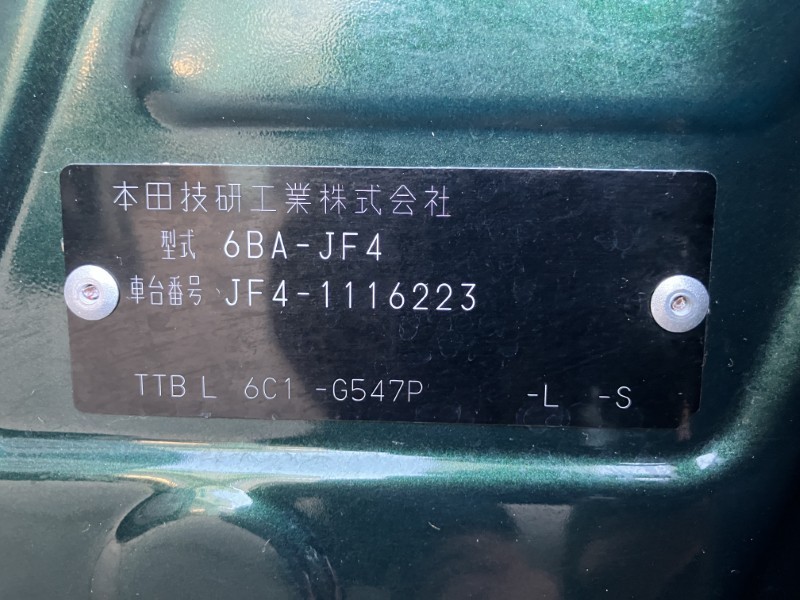 本田技研工業株式会社
型式 6BA-JF4
車台番号 JF4-1116223
TTB L 6C1 -G547P -L -S